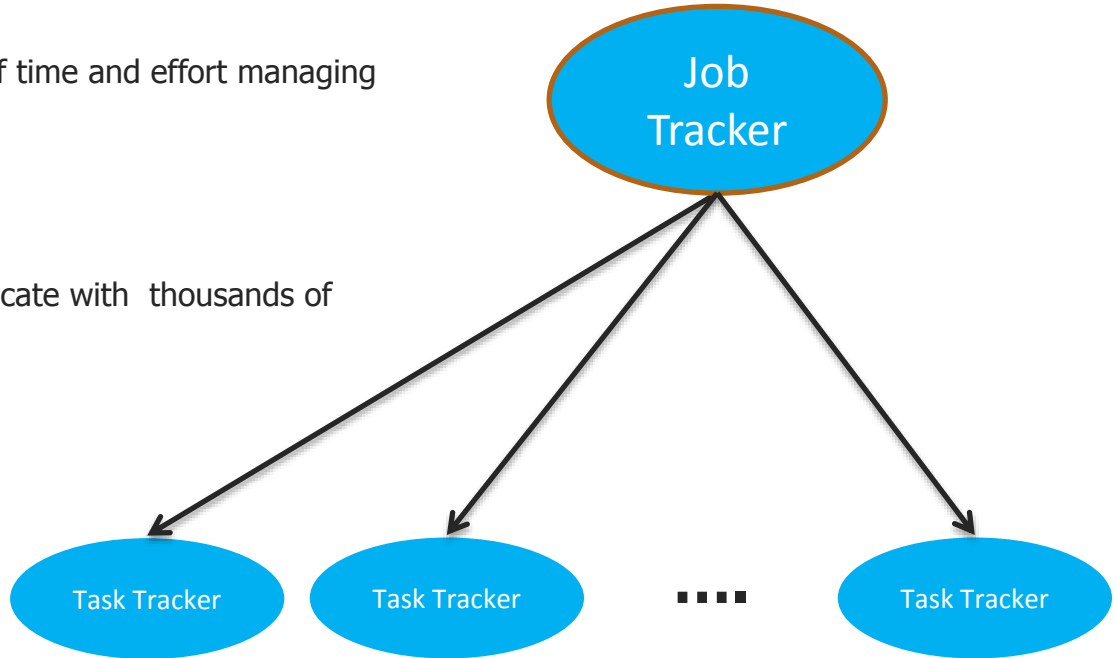 f time and effort managing
Job
Tracker
cate with  thousands of
Task Tracker
Task Tracker
....
Task Tracker